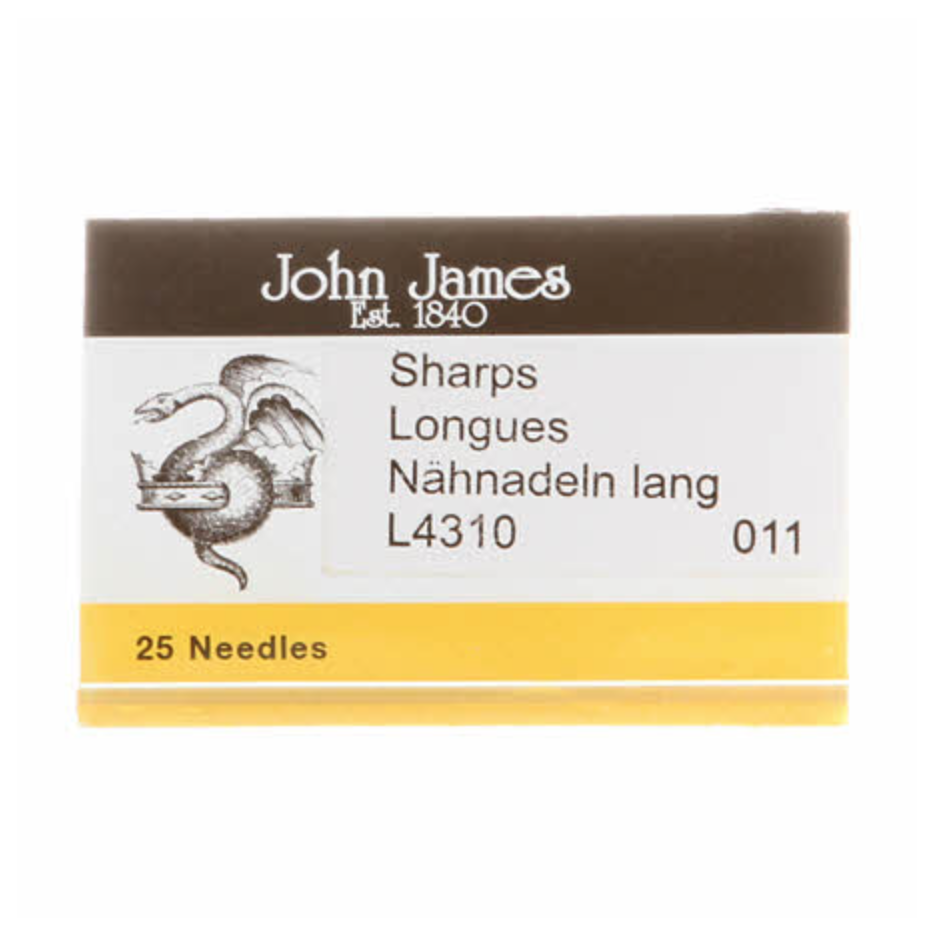 John James
Est. 1840
Sharps
Longues
Nähnadeln lang
L4310 011
25 Needles